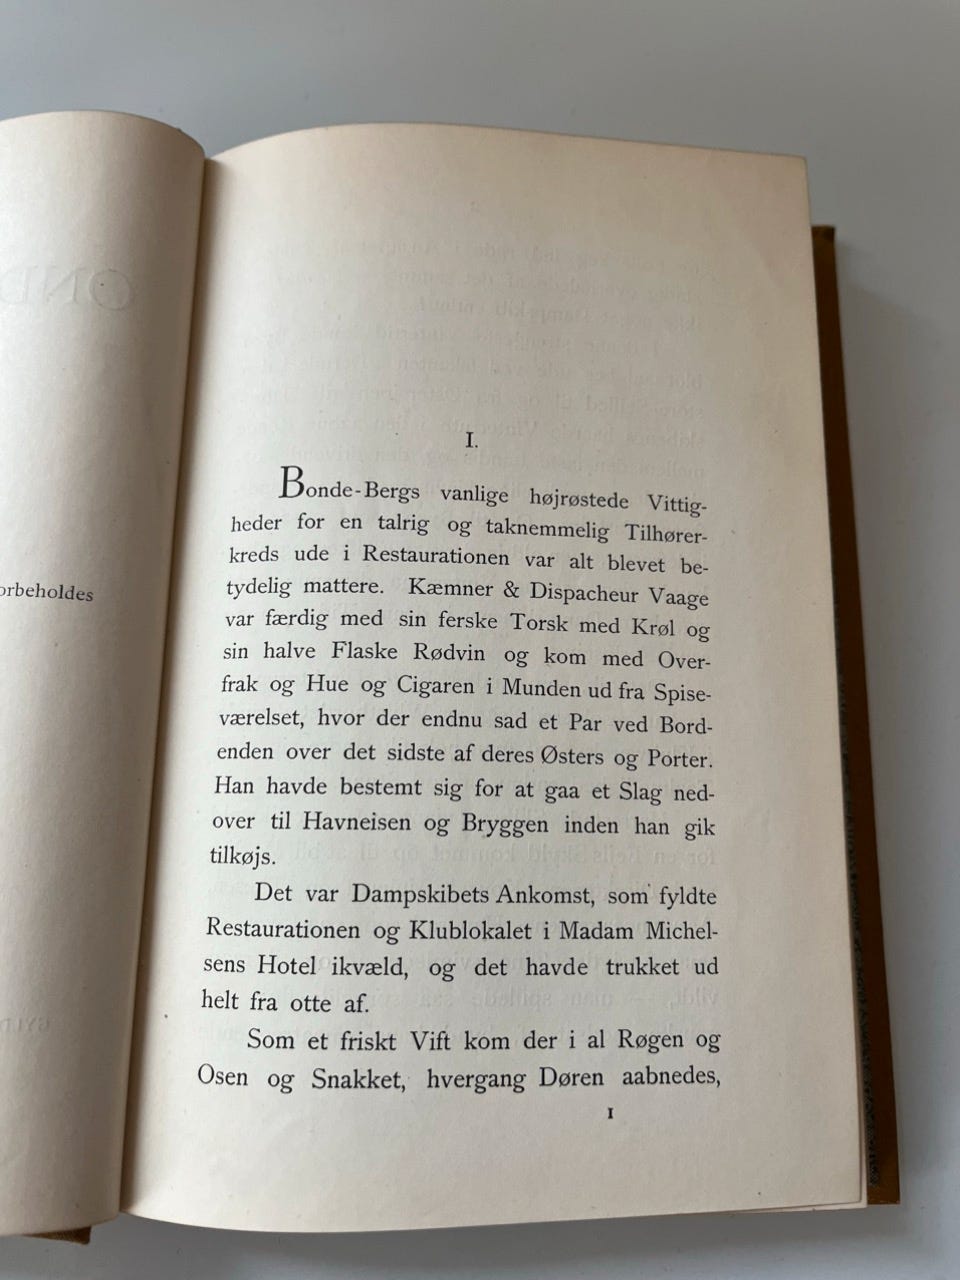 orbeholdes
I.
Bonde-Bergs vanlige højrøstede Vittig-
heder for en talrig og taknemmelig Tilhører-
kreds ude i Restaurationen var alt blevet be-
tydelig mattere. Kæmner & Dispacheur Vaage
var færdig med sin ferske Torsk med Krøl og
sin halve Flaske Rødvin og kom med Over-
frak og Hue og Cigaren i Munden ud fra Spise-
værelset, hvor der endnu sad et Par ved Bord-
enden over det sidste af deres Østers og Porter.
Han havde bestemt sig for at gaa et Slag ned-
over til Havneisen og Bryggen inden han gik
tilkøjs.
Det var Dampskibets Ankomst, som fyldte
Restaurationen og Klublokalet i Madam Michel-
sens Hotel ikvæld, og det havde trukket ud
helt fra otte af.
Som et friskt Vift kom der i al Røgen og
Osen og Snakket, hvergang Døren aabnedes,
1